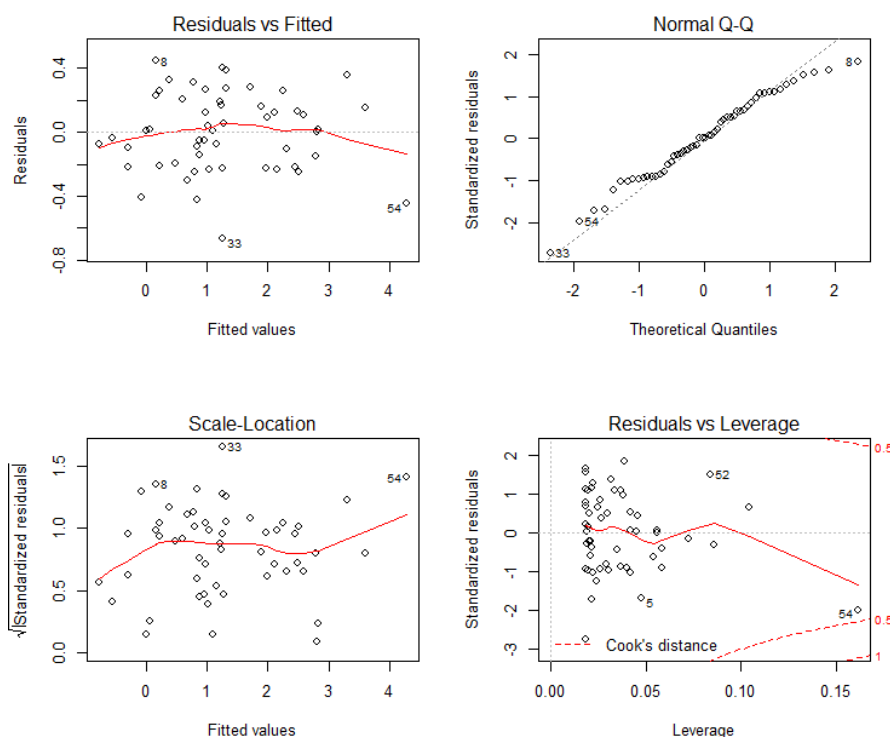 Residuals vs Fitted
Residuals
0.4
0.0
-0.4
-0.8
8
54
33
0 1 2 3 4
Fitted values
Normal Q-Q
Standardized residuals
2
1
0
-1
-2
8
54
33
-2 -1 0 1 2
Theoretical Quantiles
Scale-Location
√|Standardized residuals|
1.5
1.0
0.5
0.0
33
8
54
0 1 2 3 4
Fitted values
Residuals vs Leverage
Standardized residuals
2
1
0
-1
-2
-3
0.5
52
5
54
0.5
1
Cook's distance
0.00 0.05 0.10 0.15
Leverage